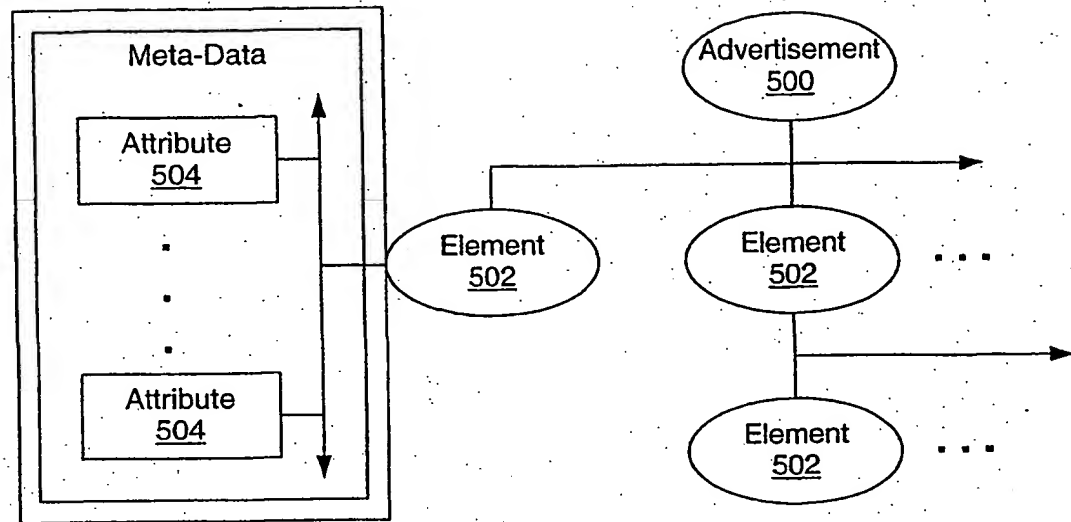 Meta-Data
Attribute
504
Attribute
504
Element
502
Advertisement
500
Element
502
Element
502